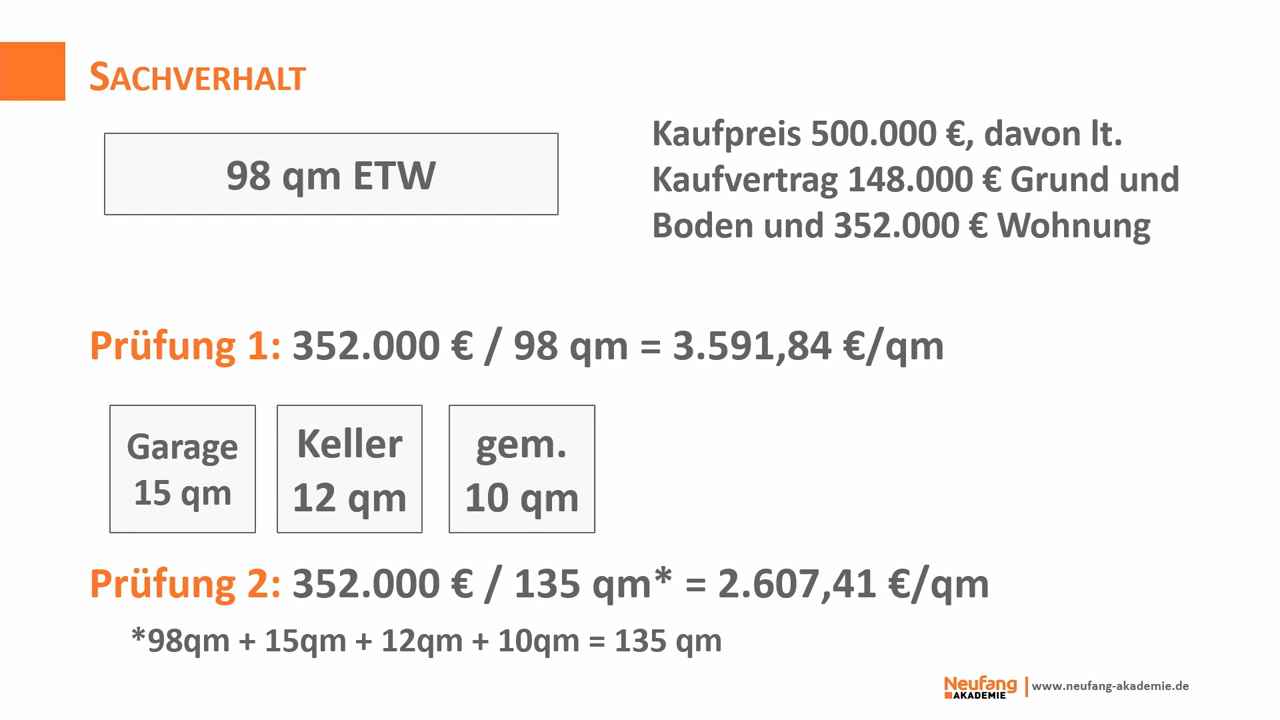 SACHVERHALT
98 qm ETW
Kaufpreis 500.000 €, davon lt.
Kaufvertrag 148.000 € Grund und
Boden und 352.000 € Wohnung
Prüfung 1: 352.000 € / 98 qm = 3.591,84 €/qm
Garage
15 qm
Keller
12 qm
gem.
10 qm
Prüfung 2: 352.000 € / 135 qm* = 2.607,41 €/qm
*98qm + 15qm + 12qm + 10qm = 135 qm
Neufang
AKADEMIE
www.neufang-akademie.de